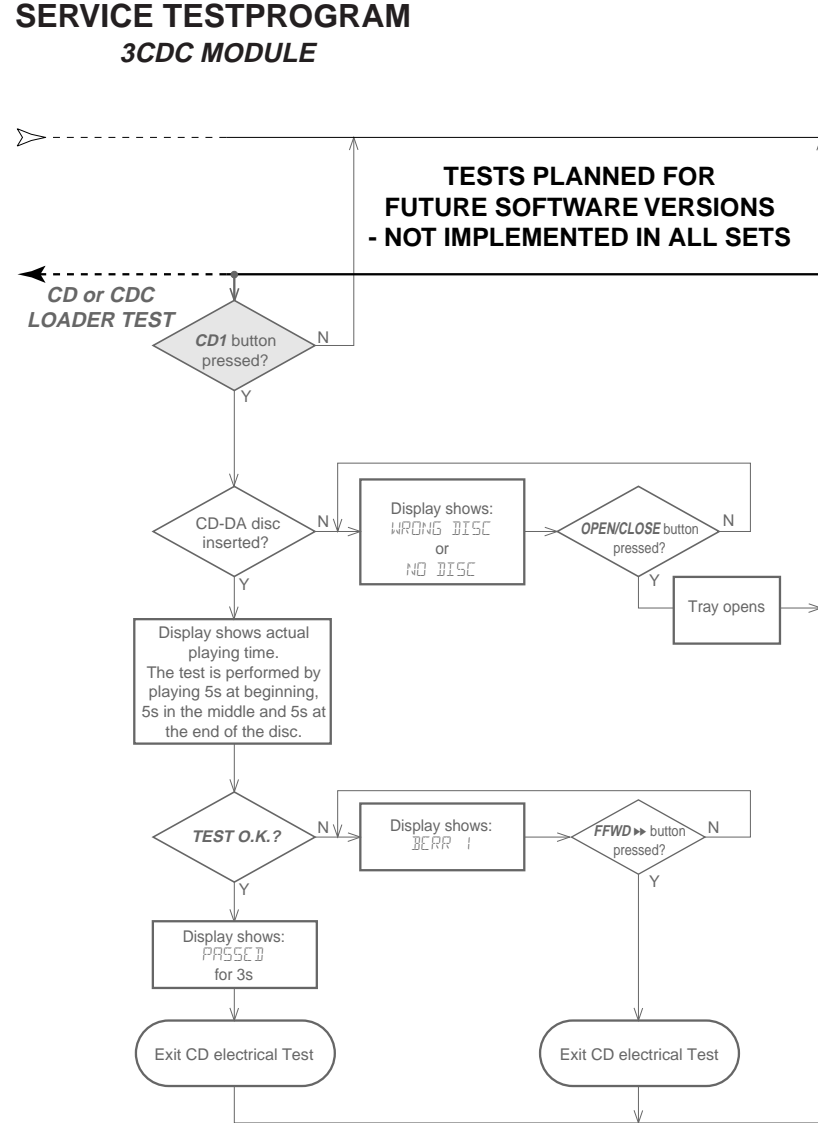 SERVICE TESTPROGRAM
3CDC MODULE
TESTS PLANNED FOR
FUTURE SOFTWARE VERSIONS
- NOT IMPLEMENTED IN ALL SETS
CD or CDC
LOADER TEST
CD1 button
pressed?
N
Y
CD-DA disc
inserted?
N
Y
Display shows:
WRONG DISC
or
NO DISC
OPEN/CLOSE button
pressed?
N
Y
Tray opens
Display shows actual
playing time.
The test is performed by
playing 5s at beginning,
5s in the middle and 5s at
the end of the disc.
TEST O.K.?
N
Y
Display shows:
BERR 1
FFWD ▸▸ button
pressed?
N
Y
Display shows:
PASSED
for 3s
Exit CD electrical Test
Exit CD electrical Test